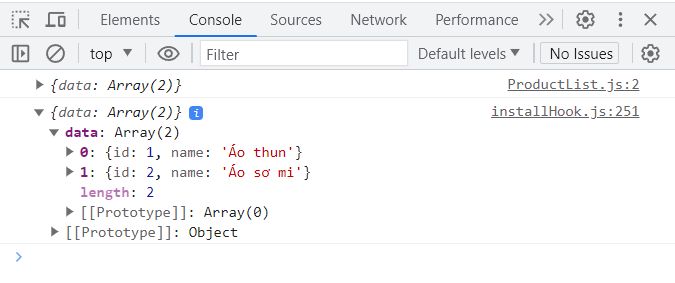 Elements Console Sources Network Performance
top Filter Default levels No Issues
{data: Array(2)} ProductList.js:2
{data: Array(2)} i installHook.js:251
data: Array(2)
0: {id: 1, name: 'Áo thun'}
1: {id: 2, name: 'Áo sơ mi'}
length: 2
[[Prototype]]: Array(0)
[[Prototype]]: Object